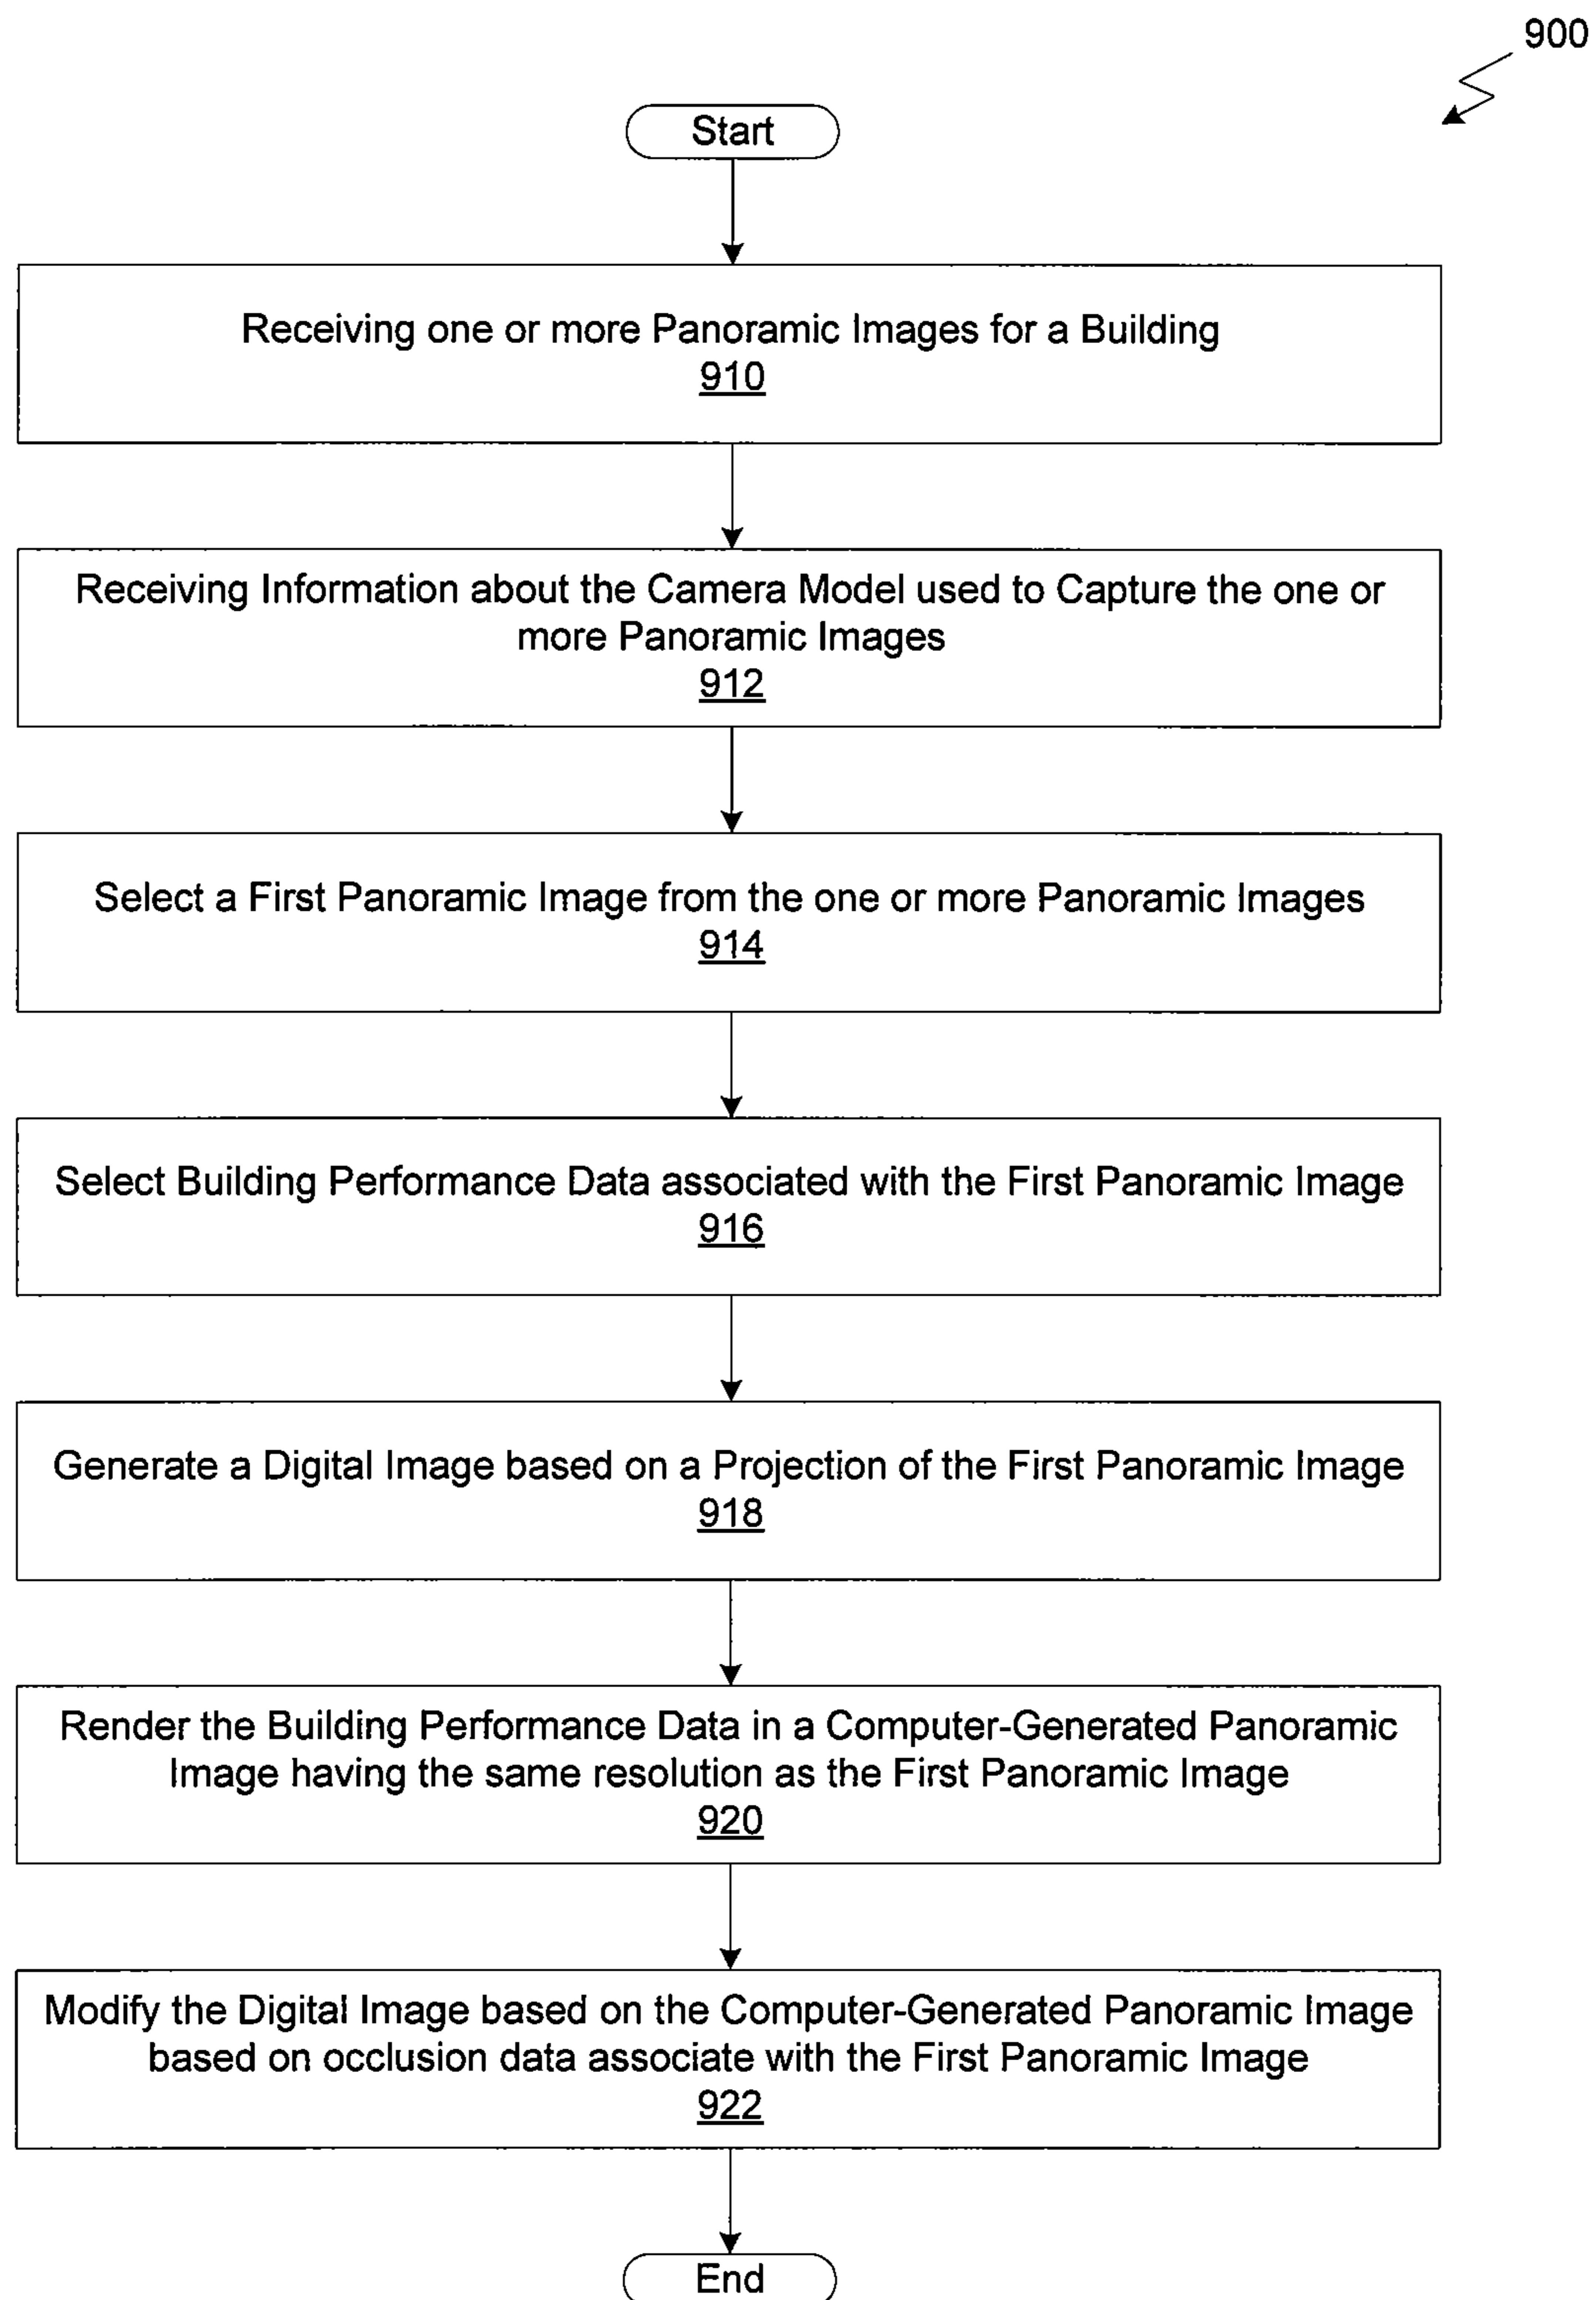 900
Start
Receiving one or more Panoramic Images for a Building
910
Receiving Information about the Camera Model used to Capture the one or
more Panoramic Images
912
Select a First Panoramic Image from the one or more Panoramic Images
914
Select Building Performance Data associated with the First Panoramic Image
916
Generate a Digital Image based on a Projection of the First Panoramic Image
918
Render the Building Performance Data in a Computer-Generated Panoramic
Image having the same resolution as the First Panoramic Image
920
Modify the Digital Image based on the Computer-Generated Panoramic Image
based on occlusion data associate with the First Panoramic Image
922
End